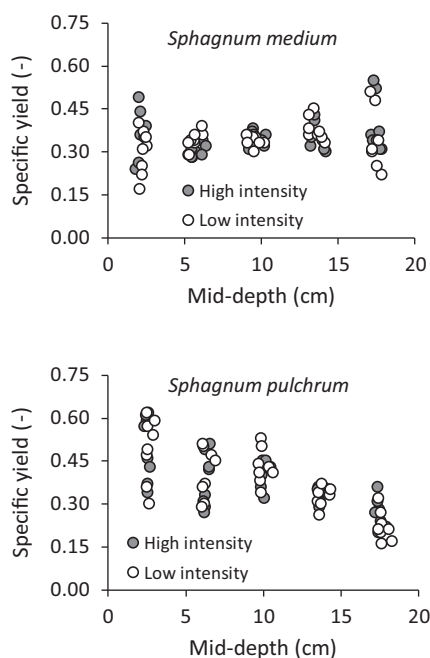 Sphagnum medium
Specific yield (-)
0.75
0.60
0.45
0.30
0.15
0.00
High intensity
Low intensity
0 5 10 15 20
Mid-depth (cm)
Sphagnum pulchrum
Specific yield (-)
0.75
0.60
0.45
0.30
0.15
0.00
High intensity
Low intensity
0 5 10 15 20
Mid-depth (cm)